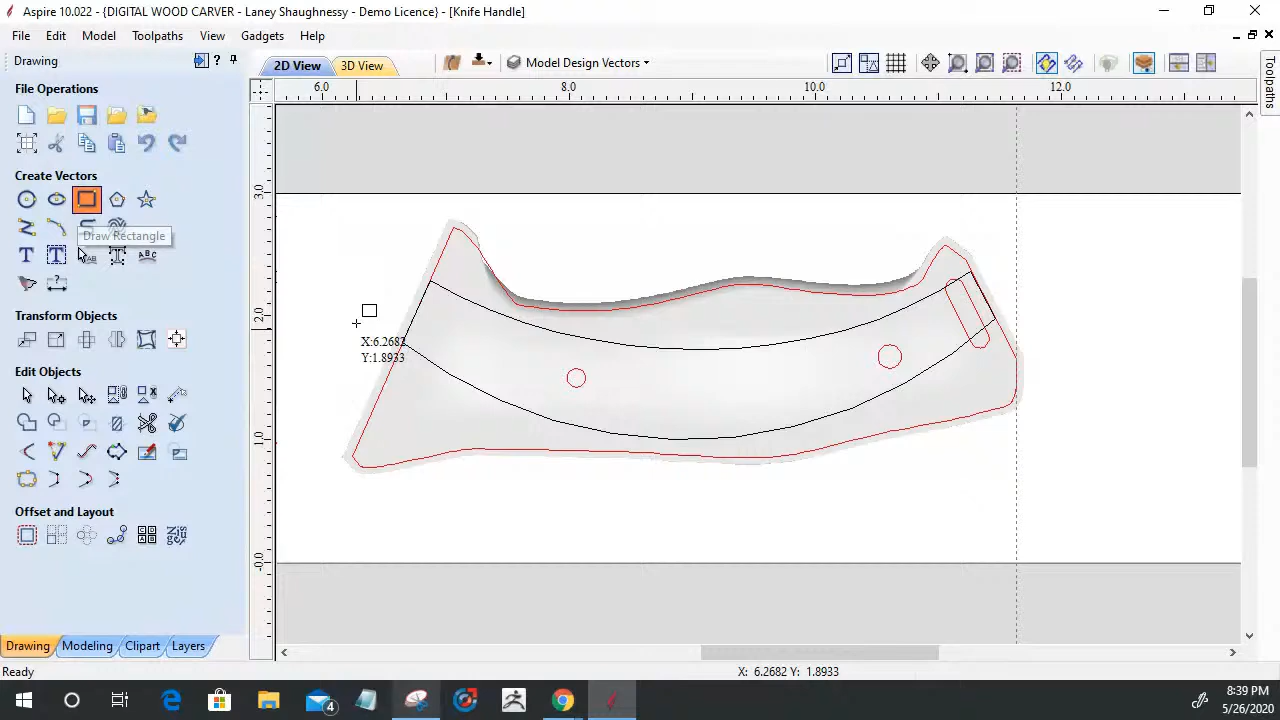 Aspire 10.022 - {DIGITAL WOOD CARVER - Laney Shaughnessy - Demo Licence} - [Knife Handle]
File Edit Model Toolpaths View Gadgets Help
Drawing
2D View 3D View Model Design Vectors
Toolpaths
File Operations
6.0 8.0 10.0 12.0
Create Vectors
Draw Rectangle
3.0
2.0
1.0
-0.0
X:6.2682
Y:1.8933
Transform Objects
Edit Objects
Offset and Layout
Drawing Modeling Clipart Layers
Ready
X: 6.2682 Y: 1.8933
4
8:39 PM
5/26/2020